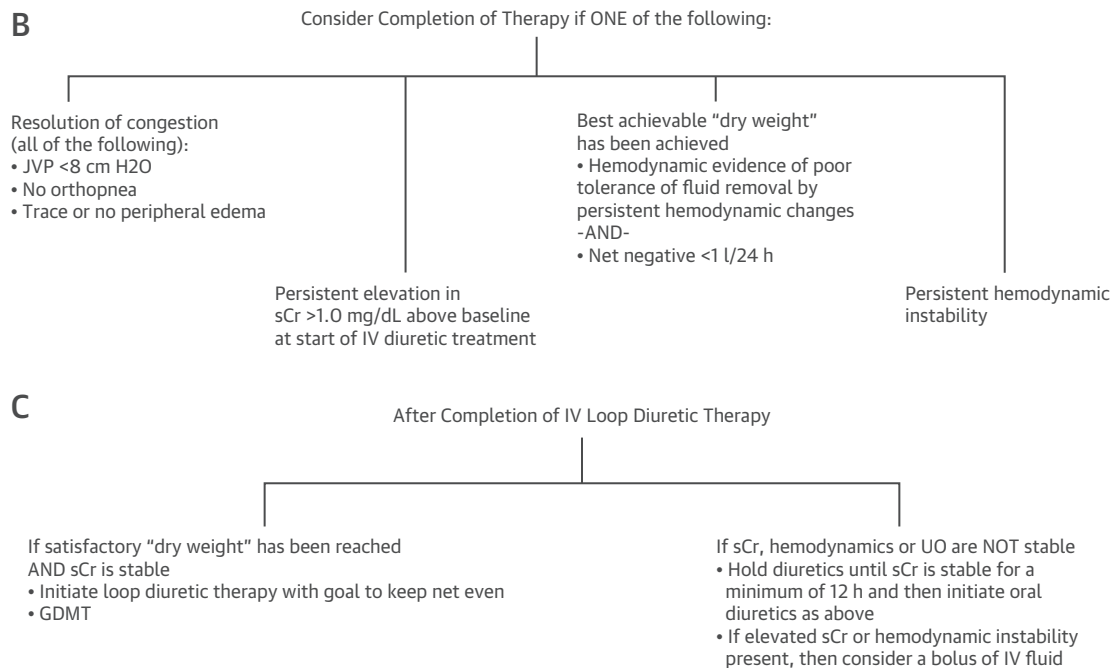 B
Consider Completion of Therapy if ONE of the following:
Resolution of congestion
(all of the following):
• JVP <8 cm H2O
• No orthopnea
• Trace or no peripheral edema
Persistent elevation in
sCr >1.0 mg/dL above baseline
at start of IV diuretic treatment
Best achievable “dry weight”
has been achieved
• Hemodynamic evidence of poor
tolerance of fluid removal by
persistent hemodynamic changes
-AND-
• Net negative <1 l/24 h
Persistent hemodynamic
instability
C
After Completion of IV Loop Diuretic Therapy
If satisfactory “dry weight” has been reached
AND sCr is stable
• Initiate loop diuretic therapy with goal to keep net even
• GDMT
If sCr, hemodynamics or UO are NOT stable
• Hold diuretics until sCr is stable for a
minimum of 12 h and then initiate oral
diuretics as above
• If elevated sCr or hemodynamic instability
present, then consider a bolus of IV fluid